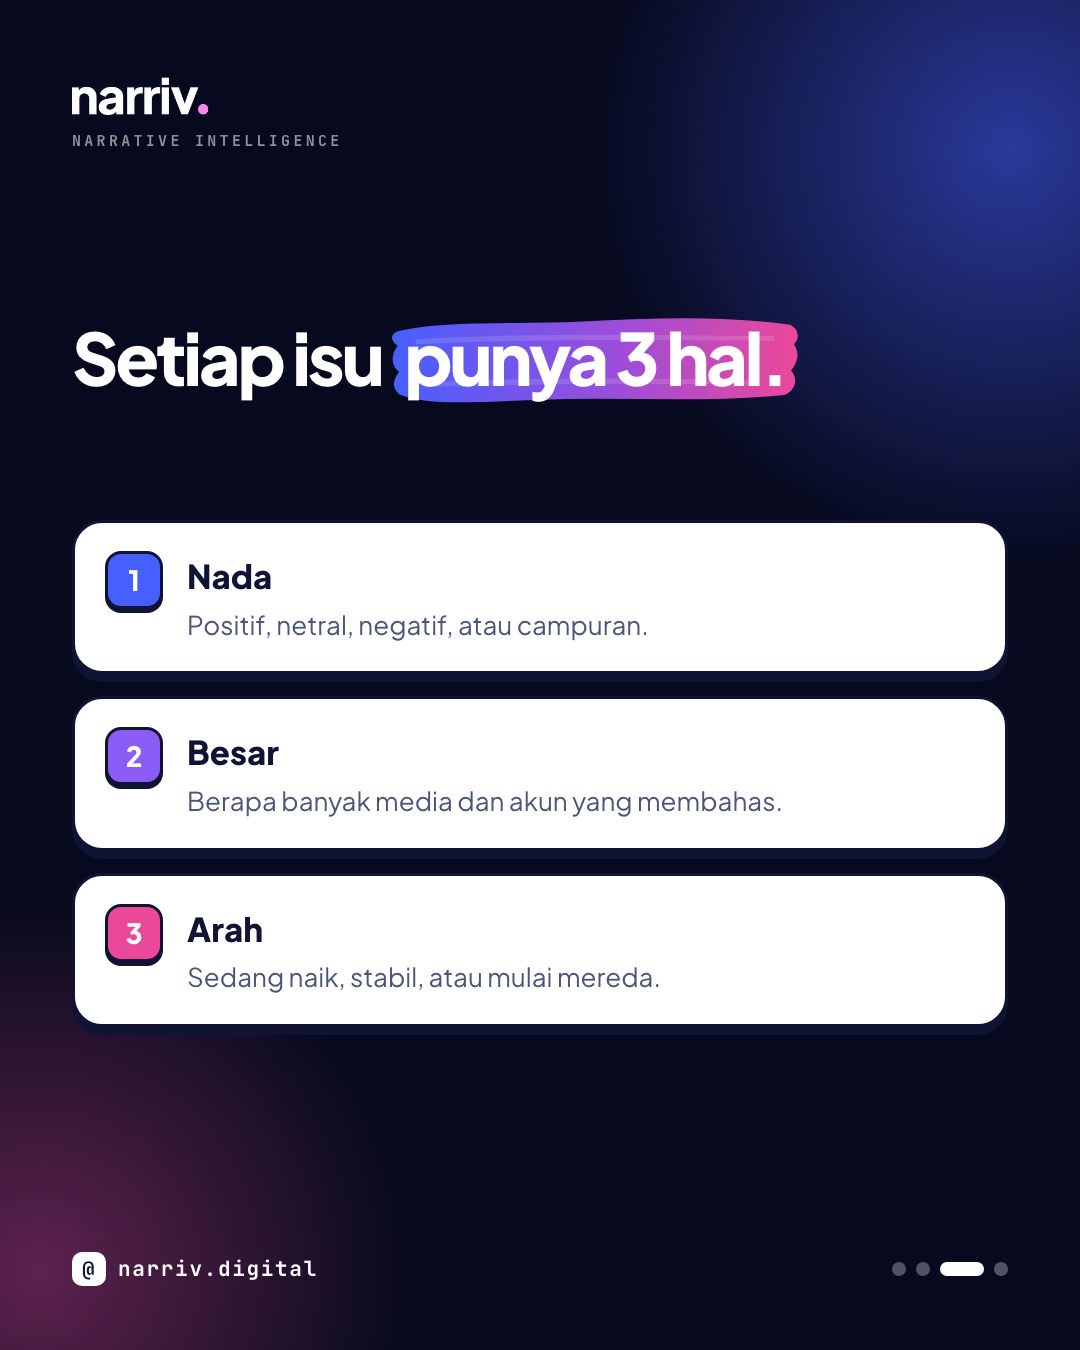 narriv.
NARRATIVE INTELLIGENCE
Setiap isu punya 3 hal.
1
Nada
Positif, netral, negatif, atau campuran.
2
Besar
Berapa banyak media dan akun yang membahas.
3
Arah
Sedang naik, stabil, atau mulai mereda.
@ narriv.digital